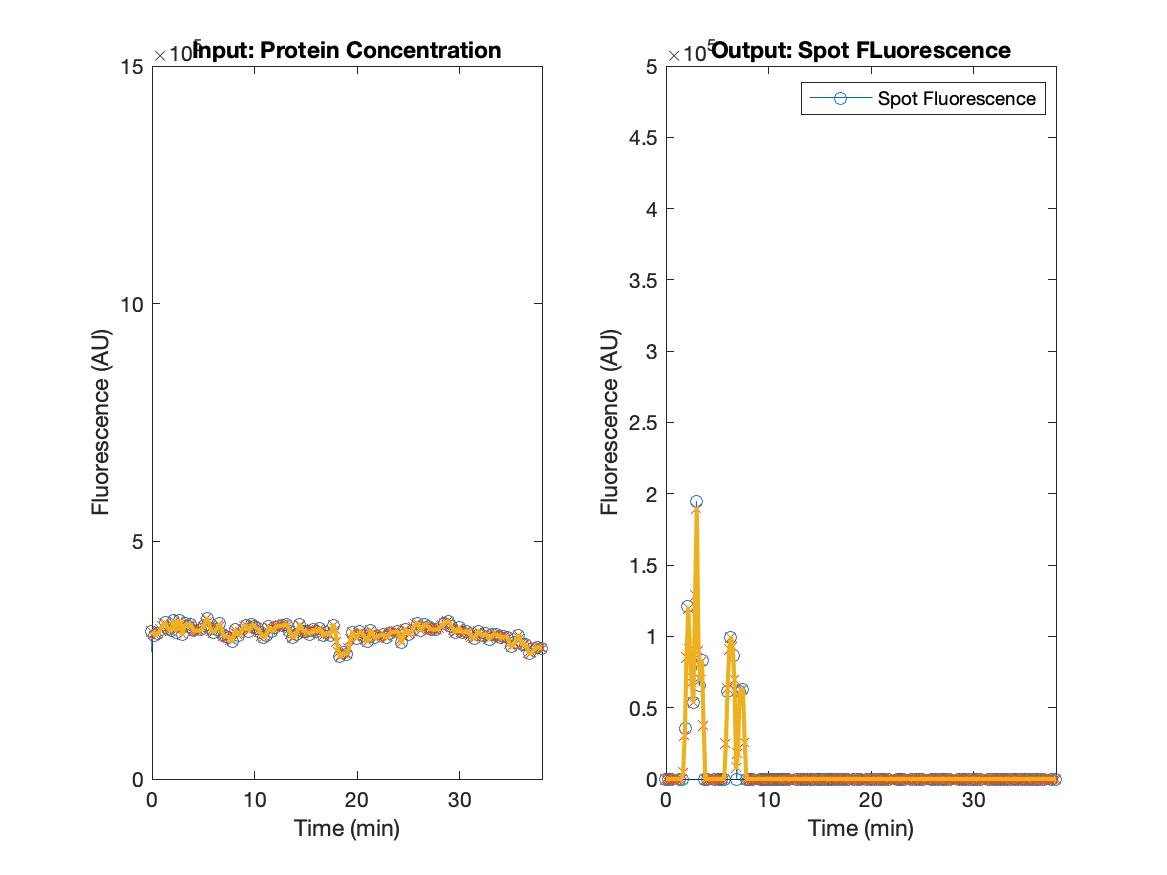 ×10⁵ Input: Protein Concentration
15
10
5
0
0 10 20 30
Fluorescence (AU)
Time (min)
×10⁵ Output: Spot FLuorescence
Spot Fluorescence
5
4.5
4
3.5
3
2.5
2
1.5
1
0.5
0
0 10 20 30
Fluorescence (AU)
Time (min)